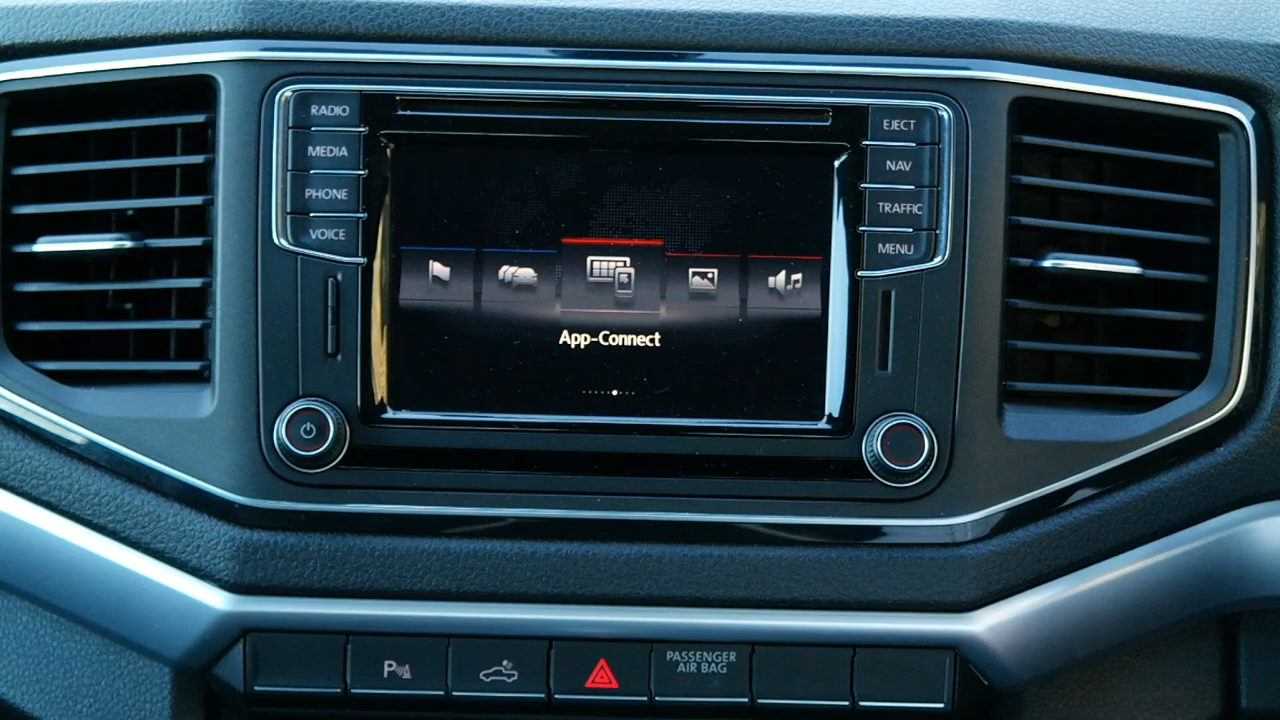 RADIO
MEDIA
PHONE
VOICE
EJECT
NAV
TRAFFIC
MENU
App-Connect
P
PASSENGER
AIR BAG